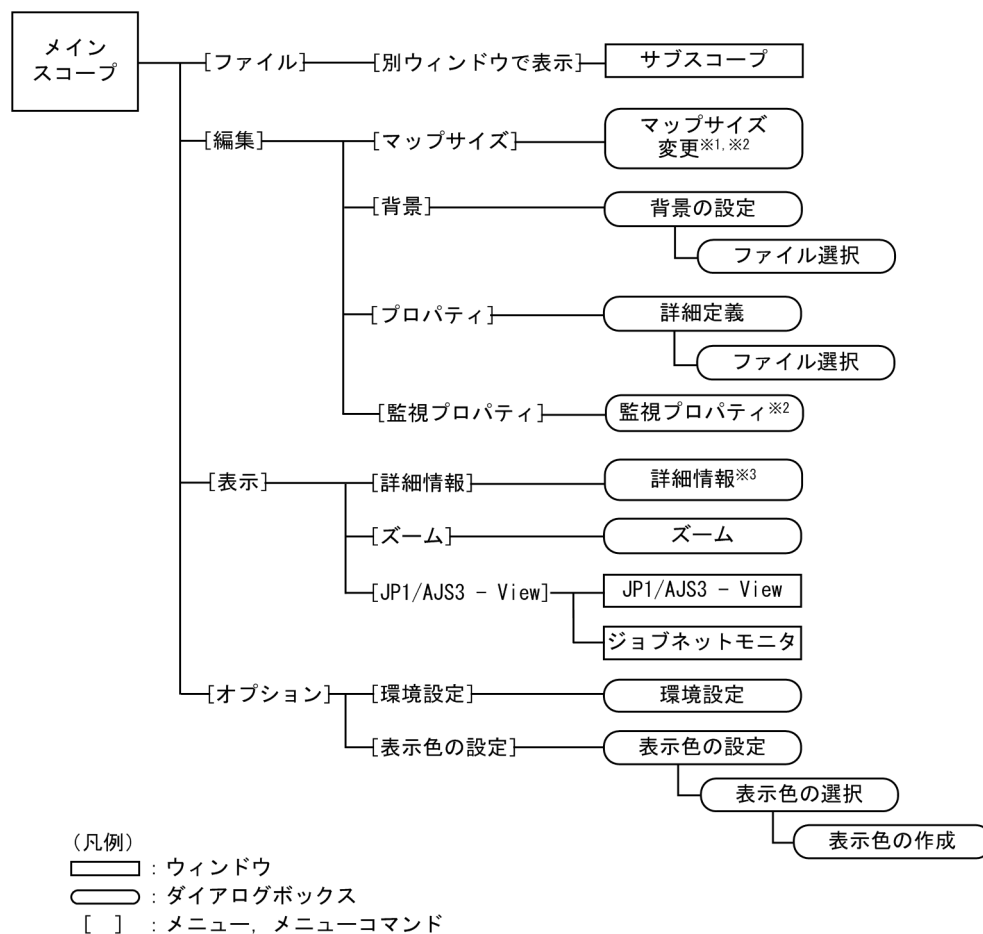 メイン
スコープ
[ファイル] [別ウィンドウで表示] サブスコープ
[編集] [マップサイズ] マップサイズ
変更※1, ※2
[背景] 背景の設定
ファイル選択
[プロパティ] 詳細定義
ファイル選択
[監視プロパティ] 監視プロパティ※2
[表示] [詳細情報] 詳細情報※3
[ズーム] ズーム
[JP1/AJS3 - View] JP1/AJS3 - View
ジョブネットモニタ
[オプション] [環境設定] 環境設定
[表示色の設定] 表示色の設定
表示色の選択
表示色の作成
(凡例)
: ウィンドウ
: ダイアログボックス
[ ] : メニュー, メニューコマンド